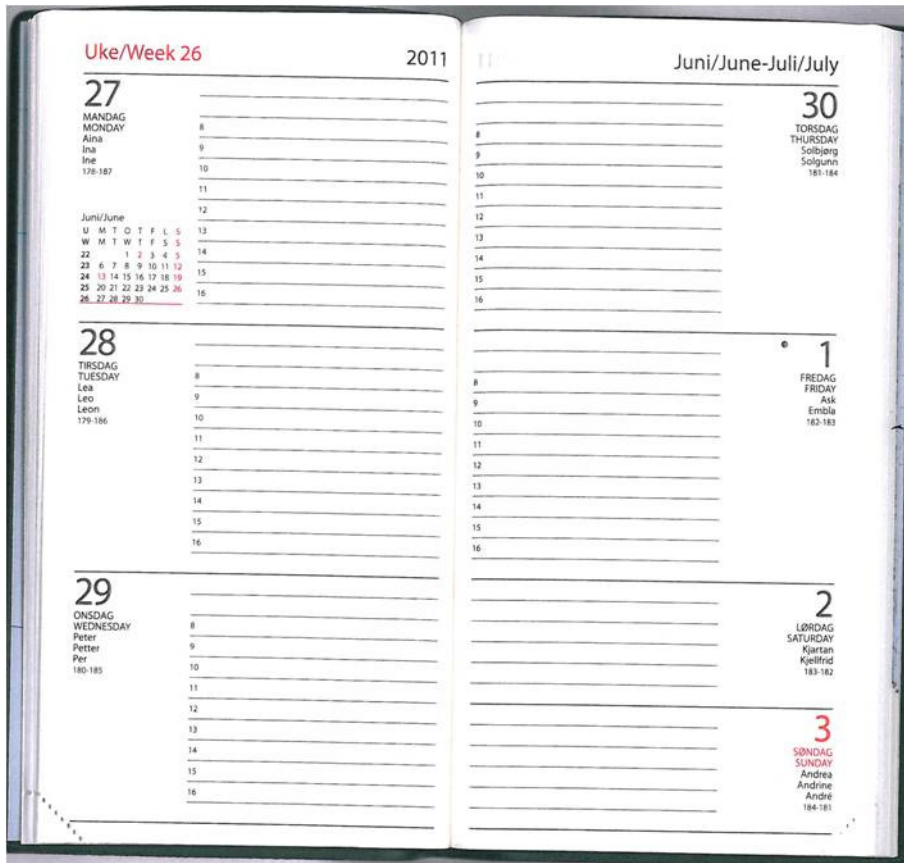 Uke/Week 26
2011
27
MANDAG
MONDAY
Aina
Ina
Ine
178-187
8
9
10
11
12
13
14
15
16
Juni/June
U M T O T F L S
W M T W T F S S
22 1 2 3 4 5
23 6 7 8 9 10 11 12
24 13 14 15 16 17 18 19
25 20 21 22 23 24 25 26
26 27 28 29 30
28
TIRSDAG
TUESDAY
Lea
Leo
Leon
179-186
8
9
10
11
12
13
14
15
16
29
ONSDAG
WEDNESDAY
Peter
Petter
Per
180-185
8
9
10
11
12
13
14
15
16
Juni/June-Juli/July
30
TORSDAG
THURSDAY
Solbjørg
Solgunn
181-184
8
9
10
11
12
13
14
15
16
1
FREDAG
FRIDAY
Ask
Embla
182-183
8
9
10
11
12
13
14
15
16
2
LØRDAG
SATURDAY
Kjartan
Kjellfrid
183-182
3
SØNDAG
SUNDAY
Andrea
Andrine
André
184-181